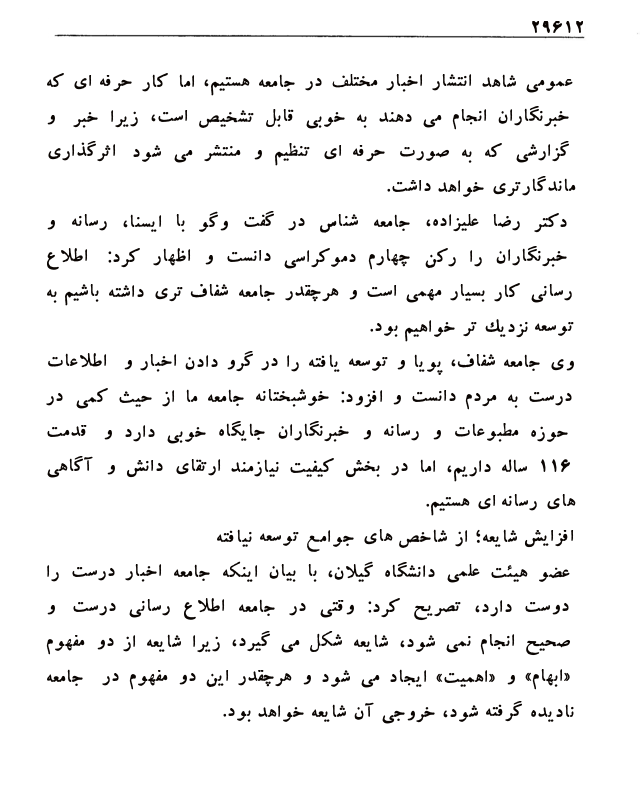 ۲۹۶۱۲
عمومی شاهد انتشار اخبار مختلف در جامعه هستیم، اما کار حرفه ای که
خبرنگاران انجام می دهند به خوبی قابل تشخیص است، زیرا خبر و
گزارشی که به صورت حرفه ای تنظیم و منتشر می شود اثرگذاری
ماندگارتری خواهد داشت.
دکتر رضا علیزاده، جامعه شناس در گفت وگو با ایسنا، رسانه و
خبرنگاران را رکن چهارم دموکراسی دانست و اظهار کرد: اطلاع
رسانی کار بسیار مهمی است و هرچقدر جامعه شفاف تری داشته باشیم به
توسعه نزدیك تر خواهیم بود.
وی جامعه شفاف، پویا و توسعه یافته را در گرو دادن اخبار و اطلاعات
درست به مردم دانست و افزود: خوشبختانه جامعه ما از حیث کمی در
حوزه مطبوعات و رسانه و خبرنگاران جایگاه خوبی دارد و قدمت
۱۱۶ ساله داریم، اما در بخش کیفیت نیازمند ارتقای دانش و آگاهی
های رسانه ای هستیم.
افزایش شایعه؛ از شاخص های جوامع توسعه نیافته
عضو هیئت علمی دانشگاه گیلان، با بیان اینکه جامعه اخبار درست را
دوست دارد، تصریح کرد: وقتی در جامعه اطلاع رسانی درست و
صحیح انجام نمی شود، شایعه شکل می گیرد، زیرا شایعه از دو مفهوم
«ابهام» و «اهمیت» ایجاد می شود و هرچقدر این دو مفهوم در جامعه
نادیده گرفته شود، خروجی آن شایعه خواهد بود.